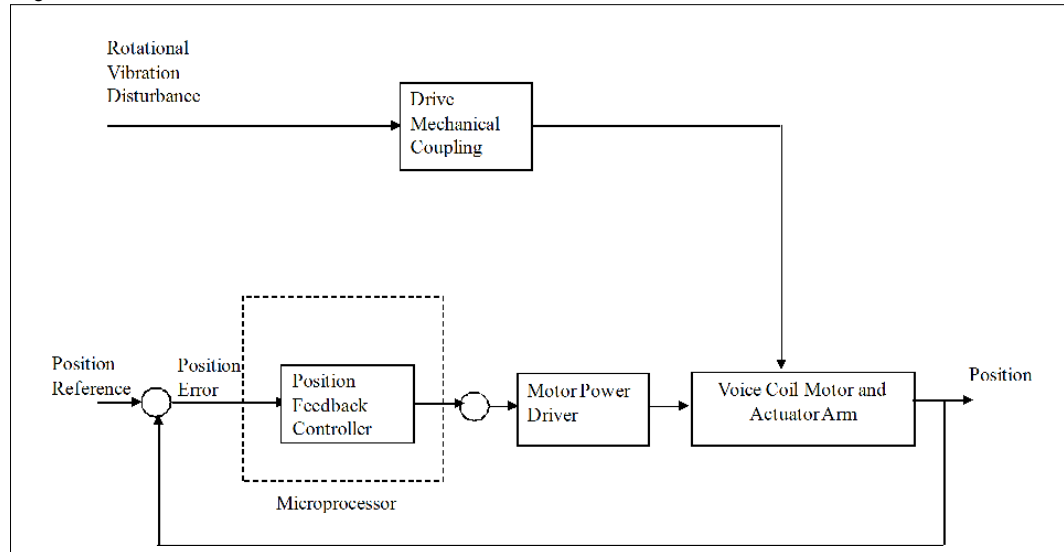 Rotational
Vibration
Disturbance
Drive
Mechanical
Coupling
Position
Reference
Position
Error
Position
Feedback
Controller
Motor Power
Driver
Voice Coil Motor and
Actuator Arm
Position
Microprocessor